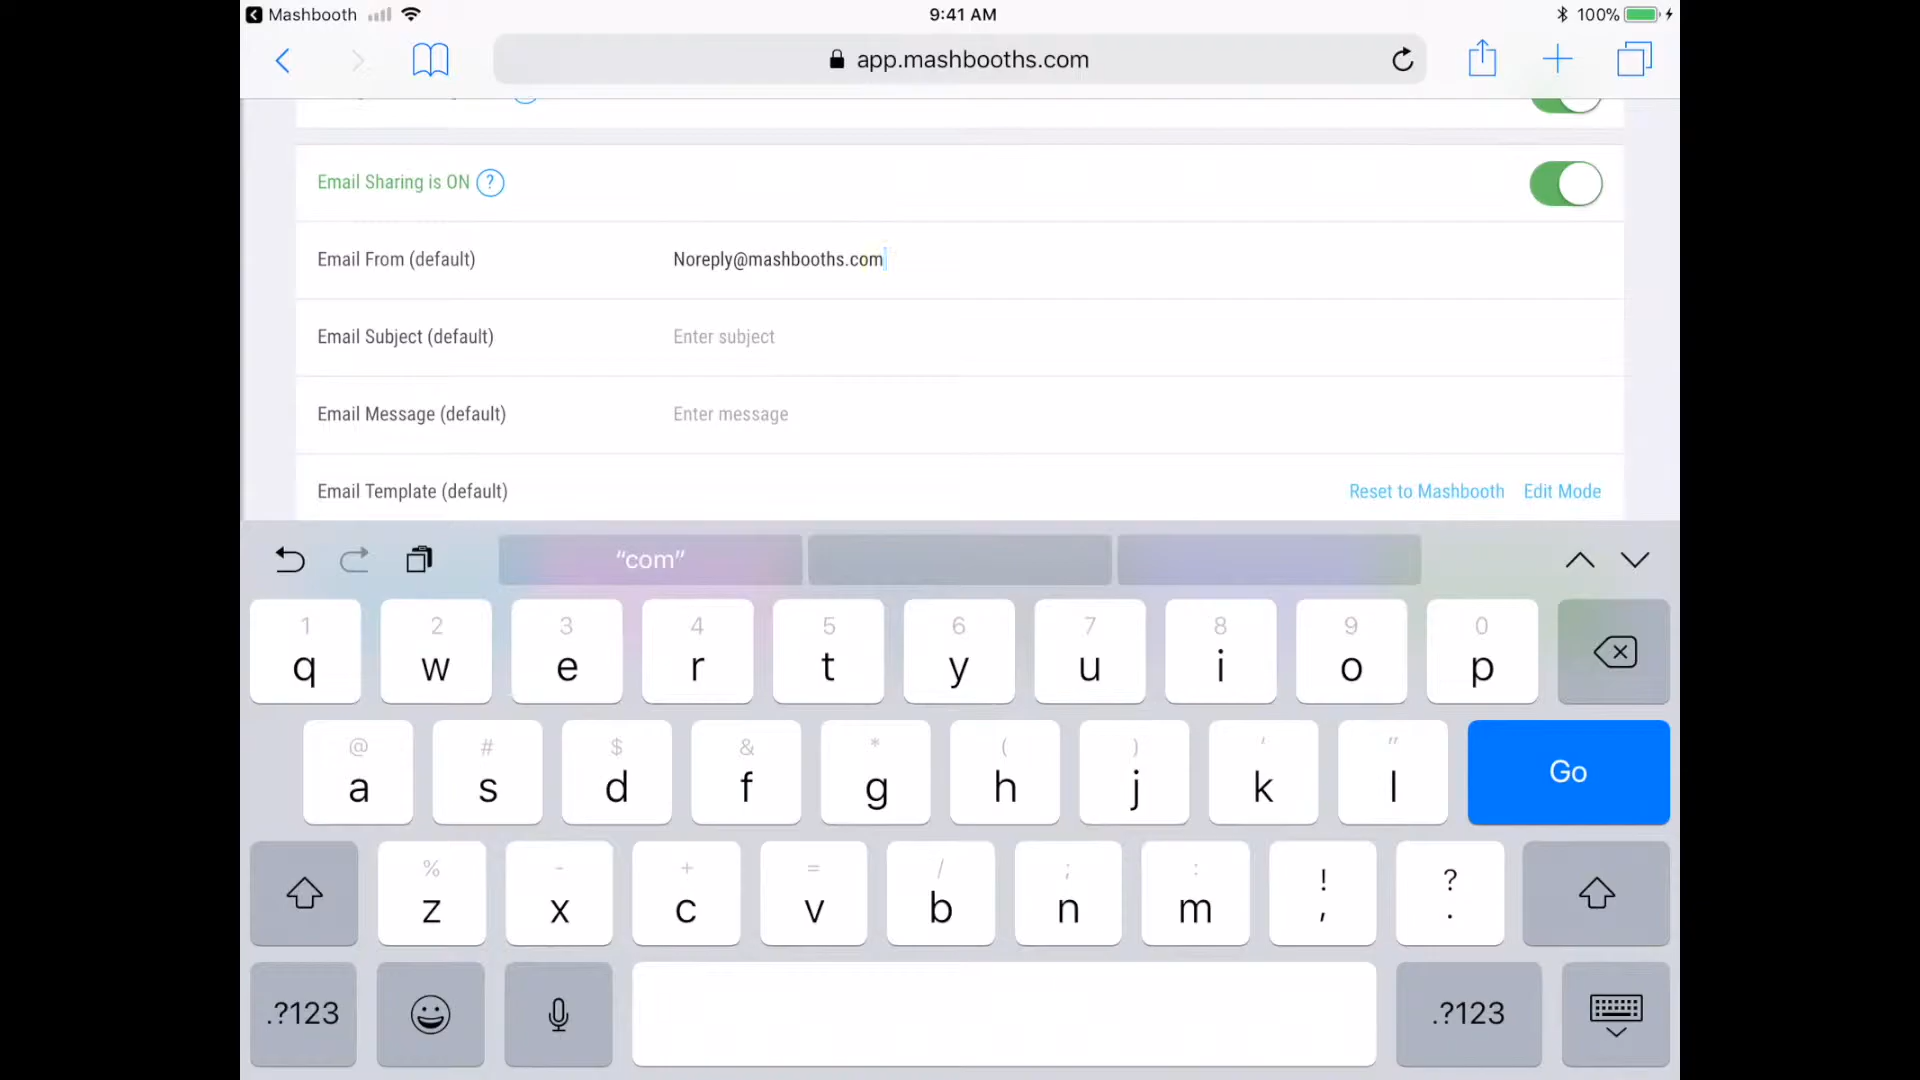 Mashbooth
9:41 AM
100%
app.mashbooths.com
Email Sharing is ON ?
Email From (default) Noreply@mashbooths.com
Email Subject (default) Enter subject
Email Message (default) Enter message
Email Template (default) Reset to Mashbooth Edit Mode
“com”
1 2 3 4 5 6 7 8 9 0
q w e r t y u i o p
@ # $ & * ( ) ' "
a s d f g h j k l Go
% - + = / ; : ! ?
z x c v b n m , .
.?123 .?123